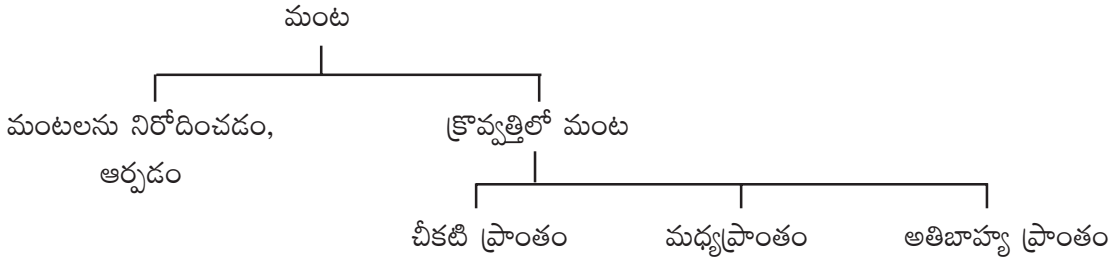 మంట
మంటలను నిరోదించడం,
ఆర్పడం
క్రొవ్వత్తిలో మంట
చీకటి ప్రాంతం
మధ్యప్రాంతం
అతిబాహ్య ప్రాంతం